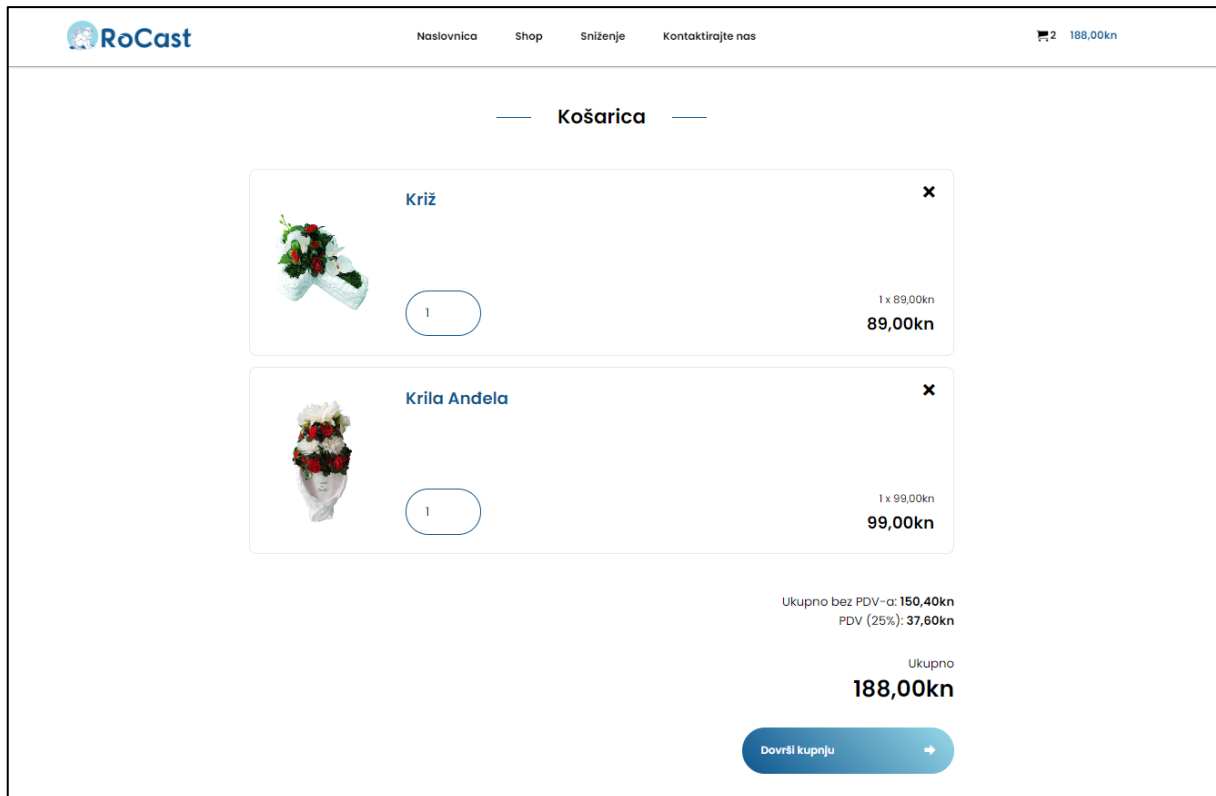 RoCast
Naslovnica Shop Sniženje Kontaktirajte nas 2 188,00kn
Košarica
Križ
1 1 x 89,00kn
89,00kn
Krila Anđela
1 1 x 99,00kn
99,00kn
Ukupno bez PDV-a: 150,40kn
PDV (25%): 37,60kn
Ukupno
188,00kn
Dovrši kupnju